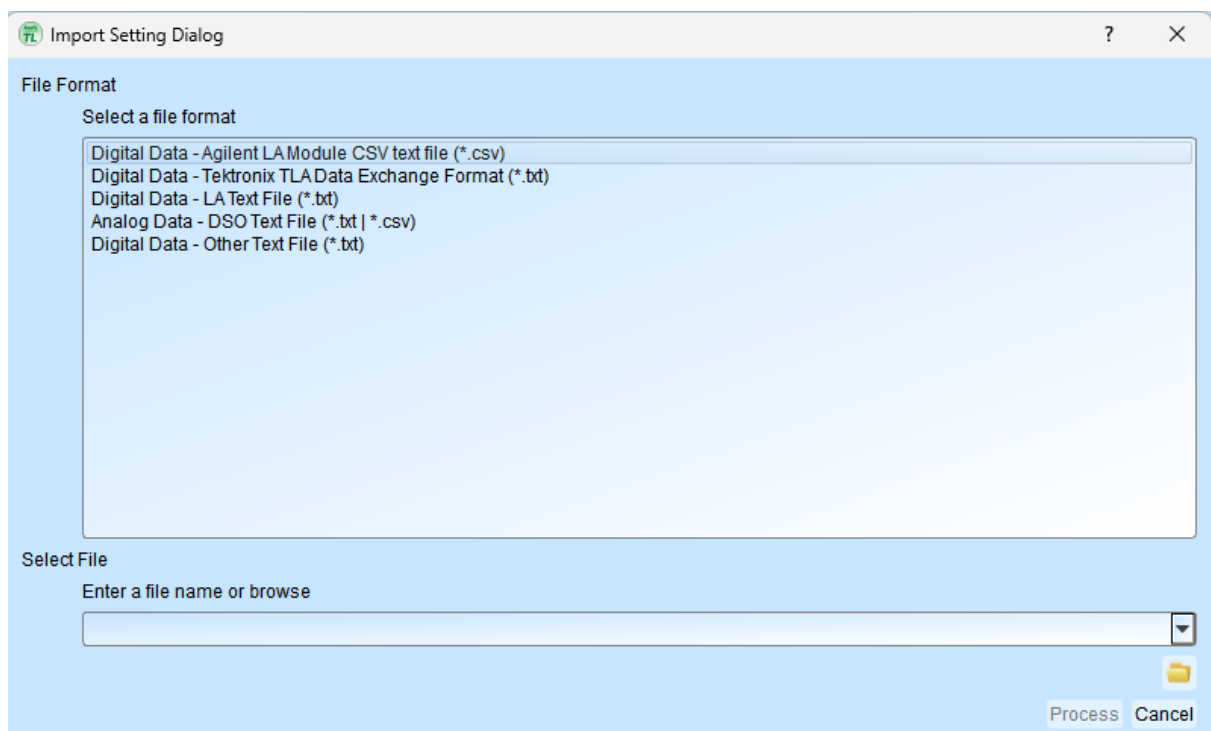 Import Setting Dialog ?
File Format
Select a file format
Digital Data - Agilent LA Module CSV text file (*.csv)
Digital Data - Tektronix TLA Data Exchange Format (*.txt)
Digital Data - LA Text File (*.txt)
Analog Data - DSO Text File (*.txt | *.csv)
Digital Data - Other Text File (*.txt)
Select File
Enter a file name or browse
Process Cancel